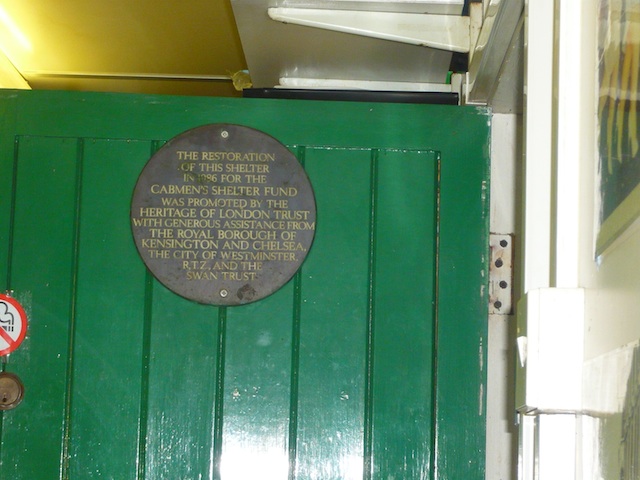 THE RESTORATION
OF THIS SHELTER
IN 1986 FOR THE
CABMEN'S SHELTER FUND
WAS PROMOTED BY THE
HERITAGE OF LONDON TRUST
WITH GENEROUS ASSISTANCE FROM
THE ROYAL BOROUGH OF
KENSINGTON AND CHELSEA,
THE CITY OF WESTMINSTER,
R.T.Z., AND THE
SWAN TRUST.